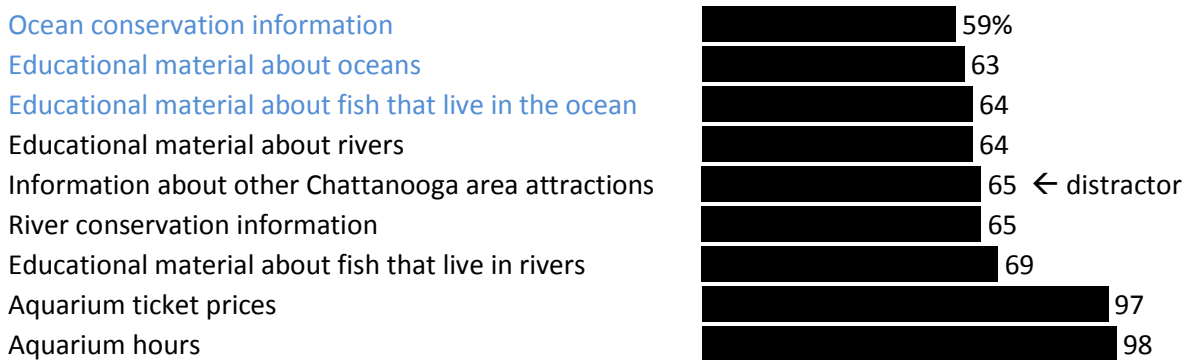 Ocean conservation information 59%
Educational material about oceans 63
Educational material about fish that live in the ocean 64
Educational material about rivers 64
Information about other Chattanooga area attractions 65 ← distractor
River conservation information 65
Educational material about fish that live in rivers 69
Aquarium ticket prices 97
Aquarium hours 98